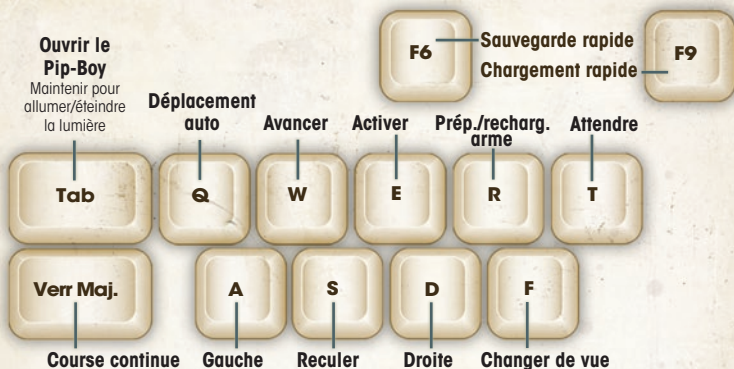 F6
Sauvegarde rapide
F9
Chargement rapide
Ouvrir le
Pip-Boy
Maintenir pour
allumer/éteindre
la lumière
Déplacement
auto
Avancer
Activer
Prép./recharg.
arme
Attendre
Tab
Q
W
E
R
T
Verr Maj.
A
S
D
F
Course continue
Gauche
Reculer
Droite
Changer de vue